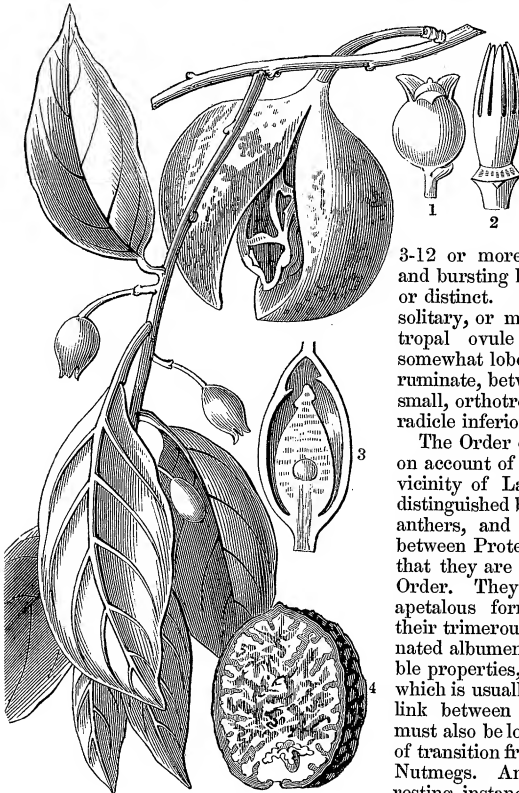 1
2
3-12 or more
and bursting l
or distinct.
solitary, or m
tropal ovule
somewhat lobe
ruminate, betw
small, orthotro
radicle inferio
3
The Order
on account of
vicinity of La
distinguished b
anthers, and
between Prote
that they are
Order. They
apetalous for
their trimerou
nated albumen
ble properties,
4
which is usuall
link between
must also be lo
of transition fr
Nutmegs. An